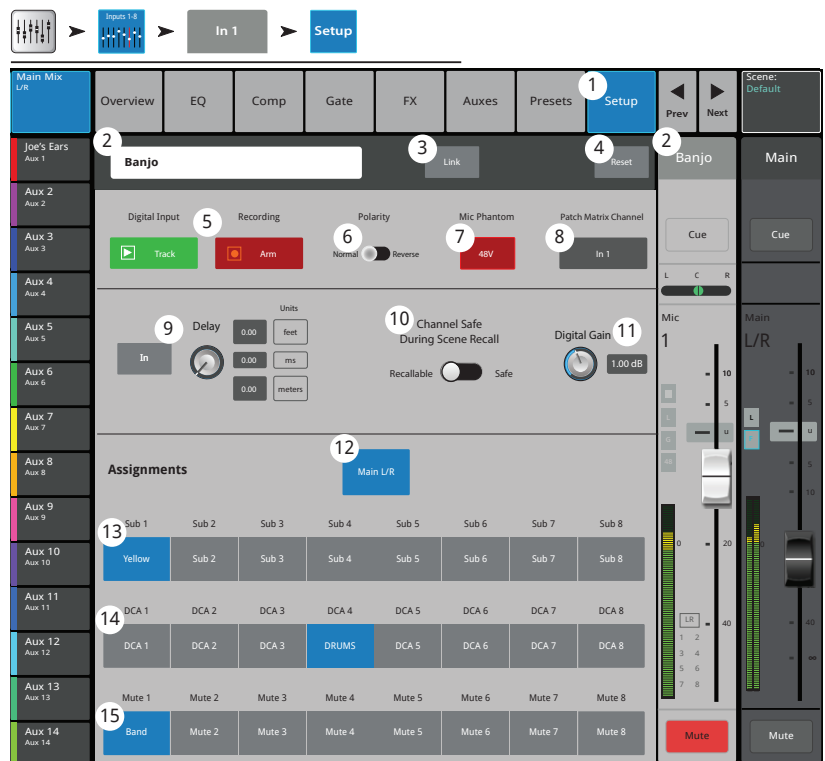 Inputs 1-8
In 1
Setup
Main Mix
L/R
Overview
EQ
Comp
Gate
FX
Auxes
Presets
1
Setup
Prev
Next
Scene:
Default
Joe's Ears
Aux 1
2
Banjo
3
Link
4
Reset
2
Banjo
Main
Aux 2
Aux 2
Digital Input
5
Recording
Polarity
Mic Phantom
Patch Matrix Channel
Track
Arm
6
Normal
Reverse
7
48V
8
In 1
Cue
Cue
Aux 3
Aux 3
Aux 4
Aux 4
L C R
Aux 5
Aux 5
9
In
Delay
Units
0.00
feet
0.00
ms
0.00
meters
10
Channel Safe
During Scene Recall
Recallable
Safe
Digital Gain
11
1.00 dB
Mic
1
Main
L/R
Aux 6
Aux 6
10
10
5
5
Aux 7
Aux 7
L
L
u
u
48
Aux 8
Aux 8
Assignments
12
Main L/R
5
10
Aux 9
Aux 9
Sub 1
Sub 2
Sub 3
Sub 4
Sub 5
Sub 6
Sub 7
Sub 8
13
Yellow
Sub 2
Sub 3
Sub 4
Sub 5
Sub 6
Sub 7
Sub 8
0
20
0
Aux 10
Aux 10
Aux 11
Aux 11
DCA 1
DCA 2
DCA 3
DCA 4
DCA 5
DCA 6
DCA 7
DCA 8
14
DCA 1
DCA 2
DCA 3
DRUMS
DCA 5
DCA 6
DCA 7
DCA 8
LR
40
40
1 2
3 4
5 6
7 8
∞
Aux 12
Aux 12
Aux 13
Aux 13
Mute 1
Mute 2
Mute 3
Mute 4
Mute 5
Mute 6
Mute 7
Mute 8
15
Band
Mute 2
Mute 3
Mute 4
Mute 5
Mute 6
Mute 7
Mute 8
Mute
Mute
Aux 14
Aux 14